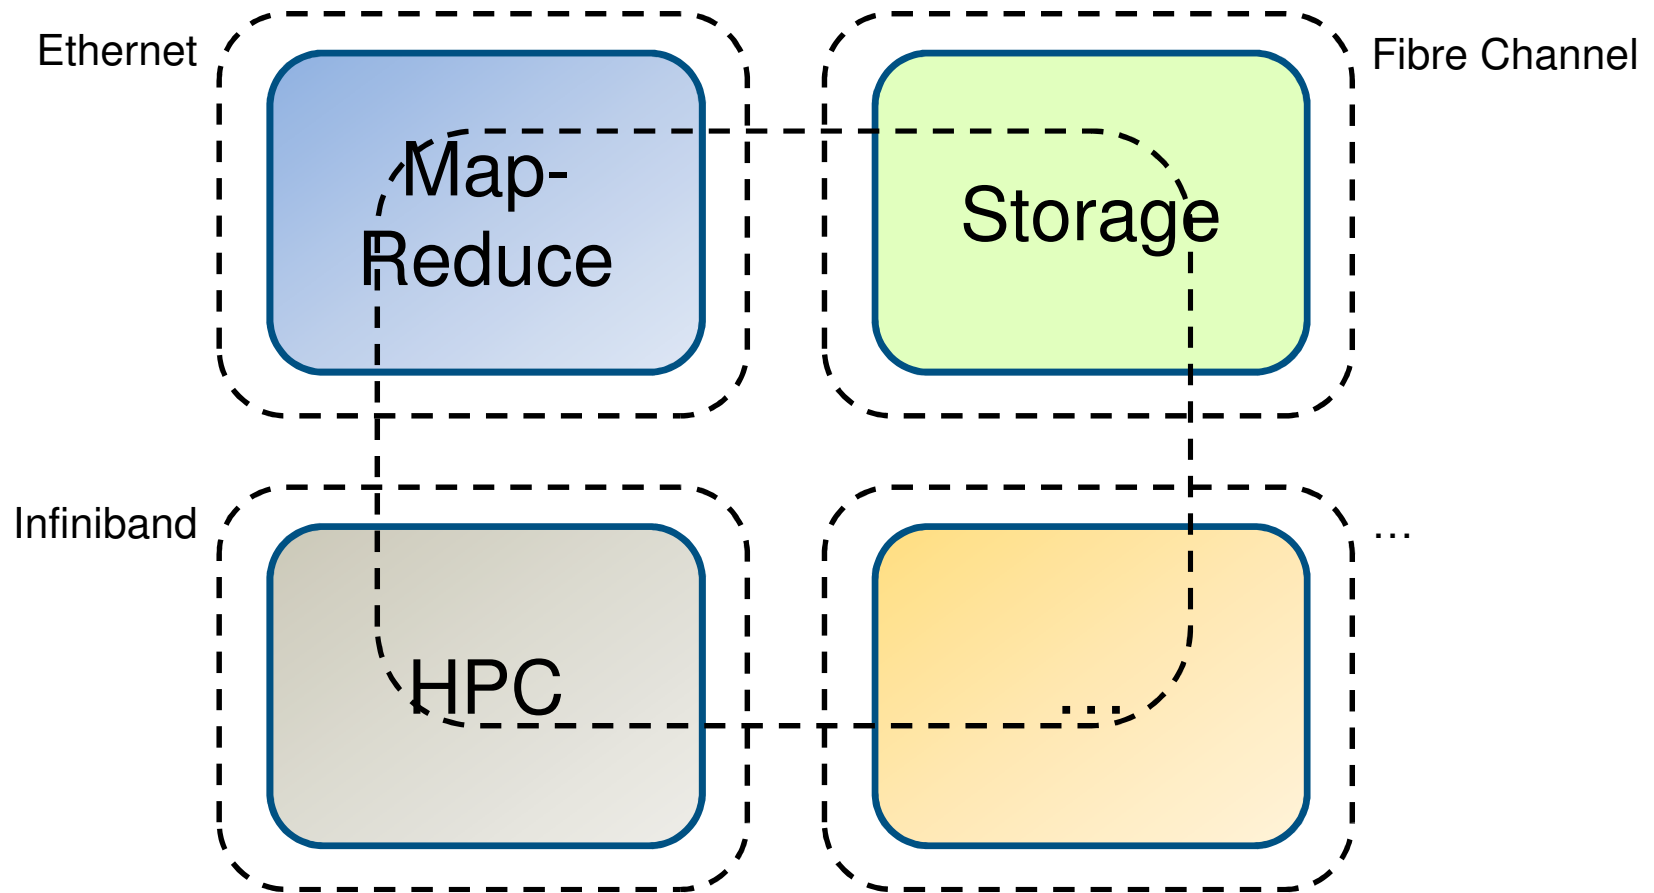 Ethernet
Fibre Channel
Map-
Reduce
Storage
Infiniband
...
HPC
...